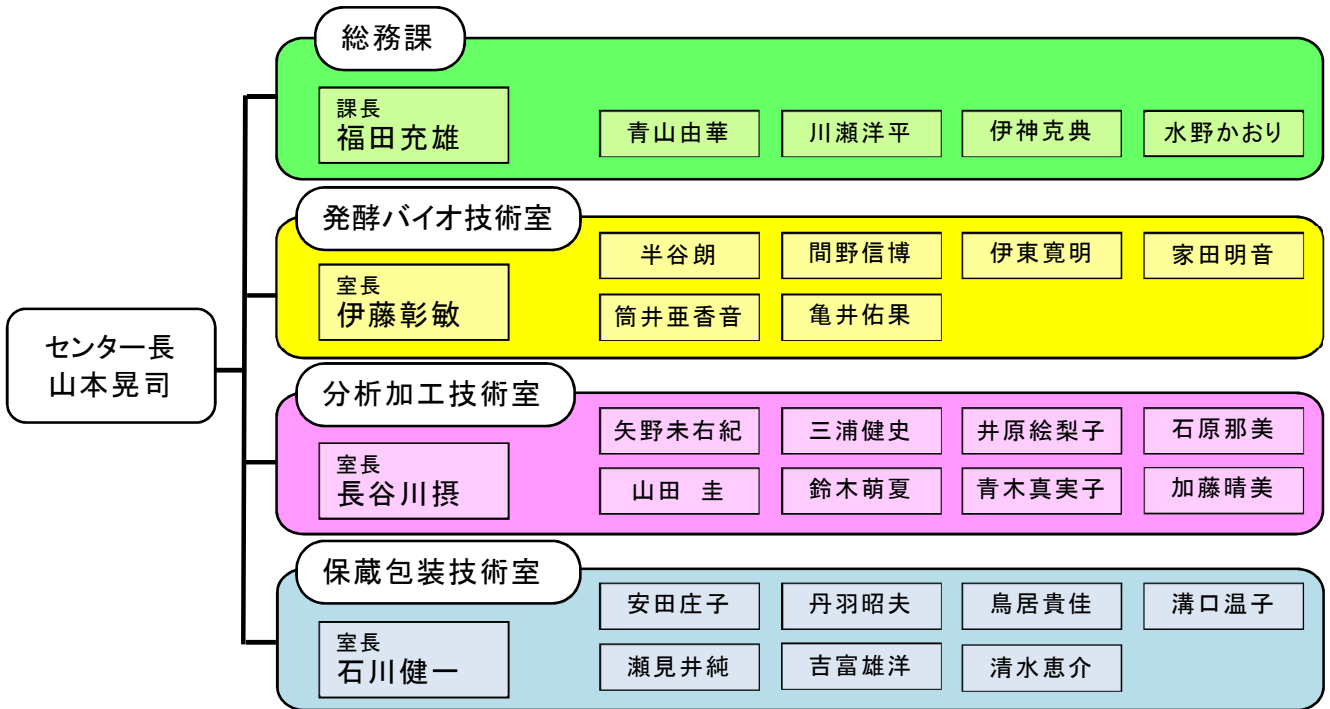 総務課
課長
福田充雄
青山由華
川瀬洋平
伊神克典
水野かおり
発酵バイオ技術室
室長
伊藤彰敏
半谷朗
間野信博
伊東寛明
家田明音
筒井亜香音
亀井佑果
センター長
山本晃司
分析加工技術室
室長
長谷川摂
矢野未右紀
三浦健史
井原絵梨子
石原那美
山田　圭
鈴木萌夏
青木真実子
加藤晴美
保蔵包装技術室
室長
石川健一
安田庄子
丹羽昭夫
鳥居貴佳
溝口温子
瀬見井純
吉富雄洋
清水恵介